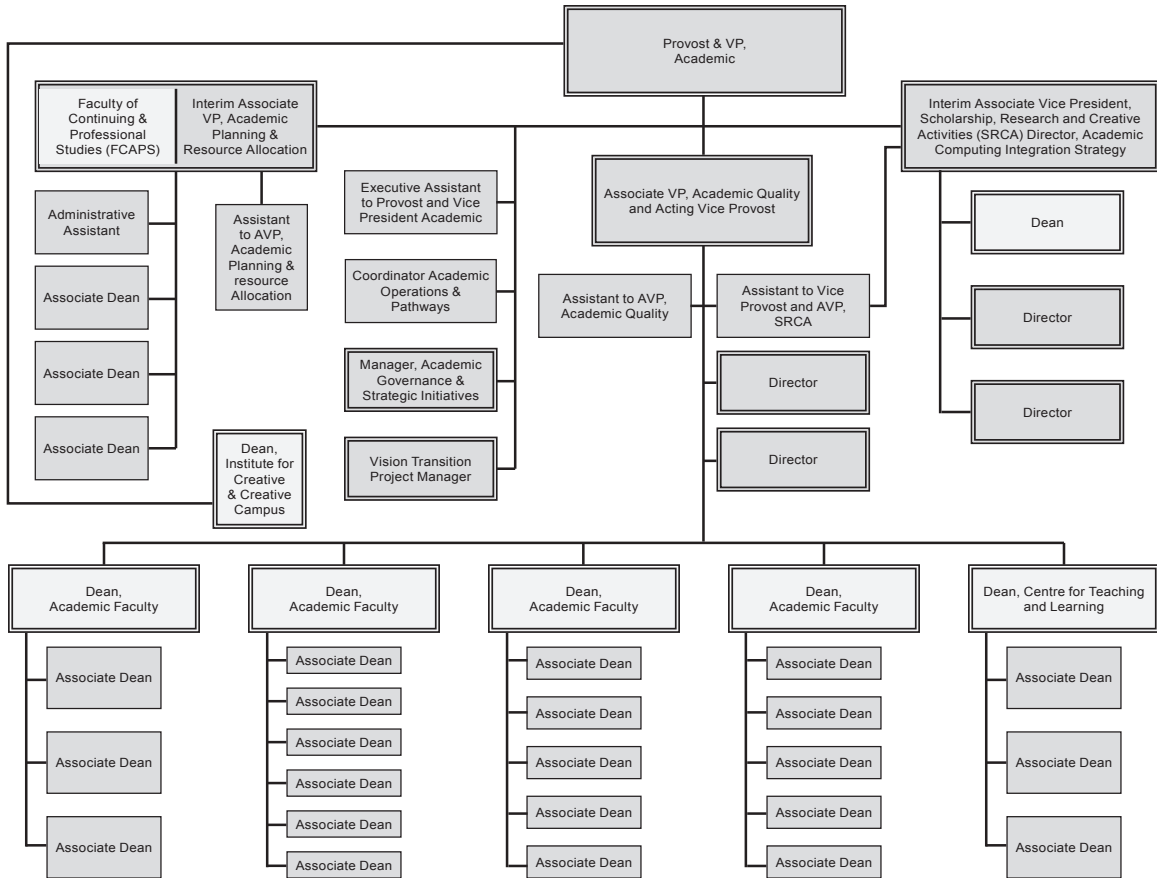 Provost & VP,
Academic
Faculty of
Continuing &
Professional
Studies (FCAPS)
Interim Associate
VP, Academic
Planning &
Resource Allocation
Interim Associate Vice President,
Scholarship, Research and Creative
Activities (SRCA) Director, Academic
Computing Integration Strategy
Administrative
Assistant
Associate Dean
Associate Dean
Associate Dean
Assistant
to AVP,
Academic
Planning &
resource
Allocation
Executive Assistant
to Provost and Vice
President Academic
Coordinator Academic
Operations &
Pathways
Manager, Academic
Governance &
Strategic Initiatives
Vision Transition
Project Manager
Dean,
Institute for
Creative
& Creative
Campus
Associate VP, Academic Quality
and Acting Vice Provost
Assistant to AVP,
Academic Quality
Assistant to Vice
Provost and AVP,
SRCA
Director
Director
Dean
Director
Director
Dean,
Academic Faculty
Associate Dean
Associate Dean
Associate Dean
Dean,
Academic Faculty
Associate Dean
Associate Dean
Associate Dean
Associate Dean
Associate Dean
Associate Dean
Dean,
Academic Faculty
Associate Dean
Associate Dean
Associate Dean
Associate Dean
Associate Dean
Dean,
Academic Faculty
Associate Dean
Associate Dean
Associate Dean
Associate Dean
Associate Dean
Dean, Centre for Teaching
and Learning
Associate Dean
Associate Dean
Associate Dean